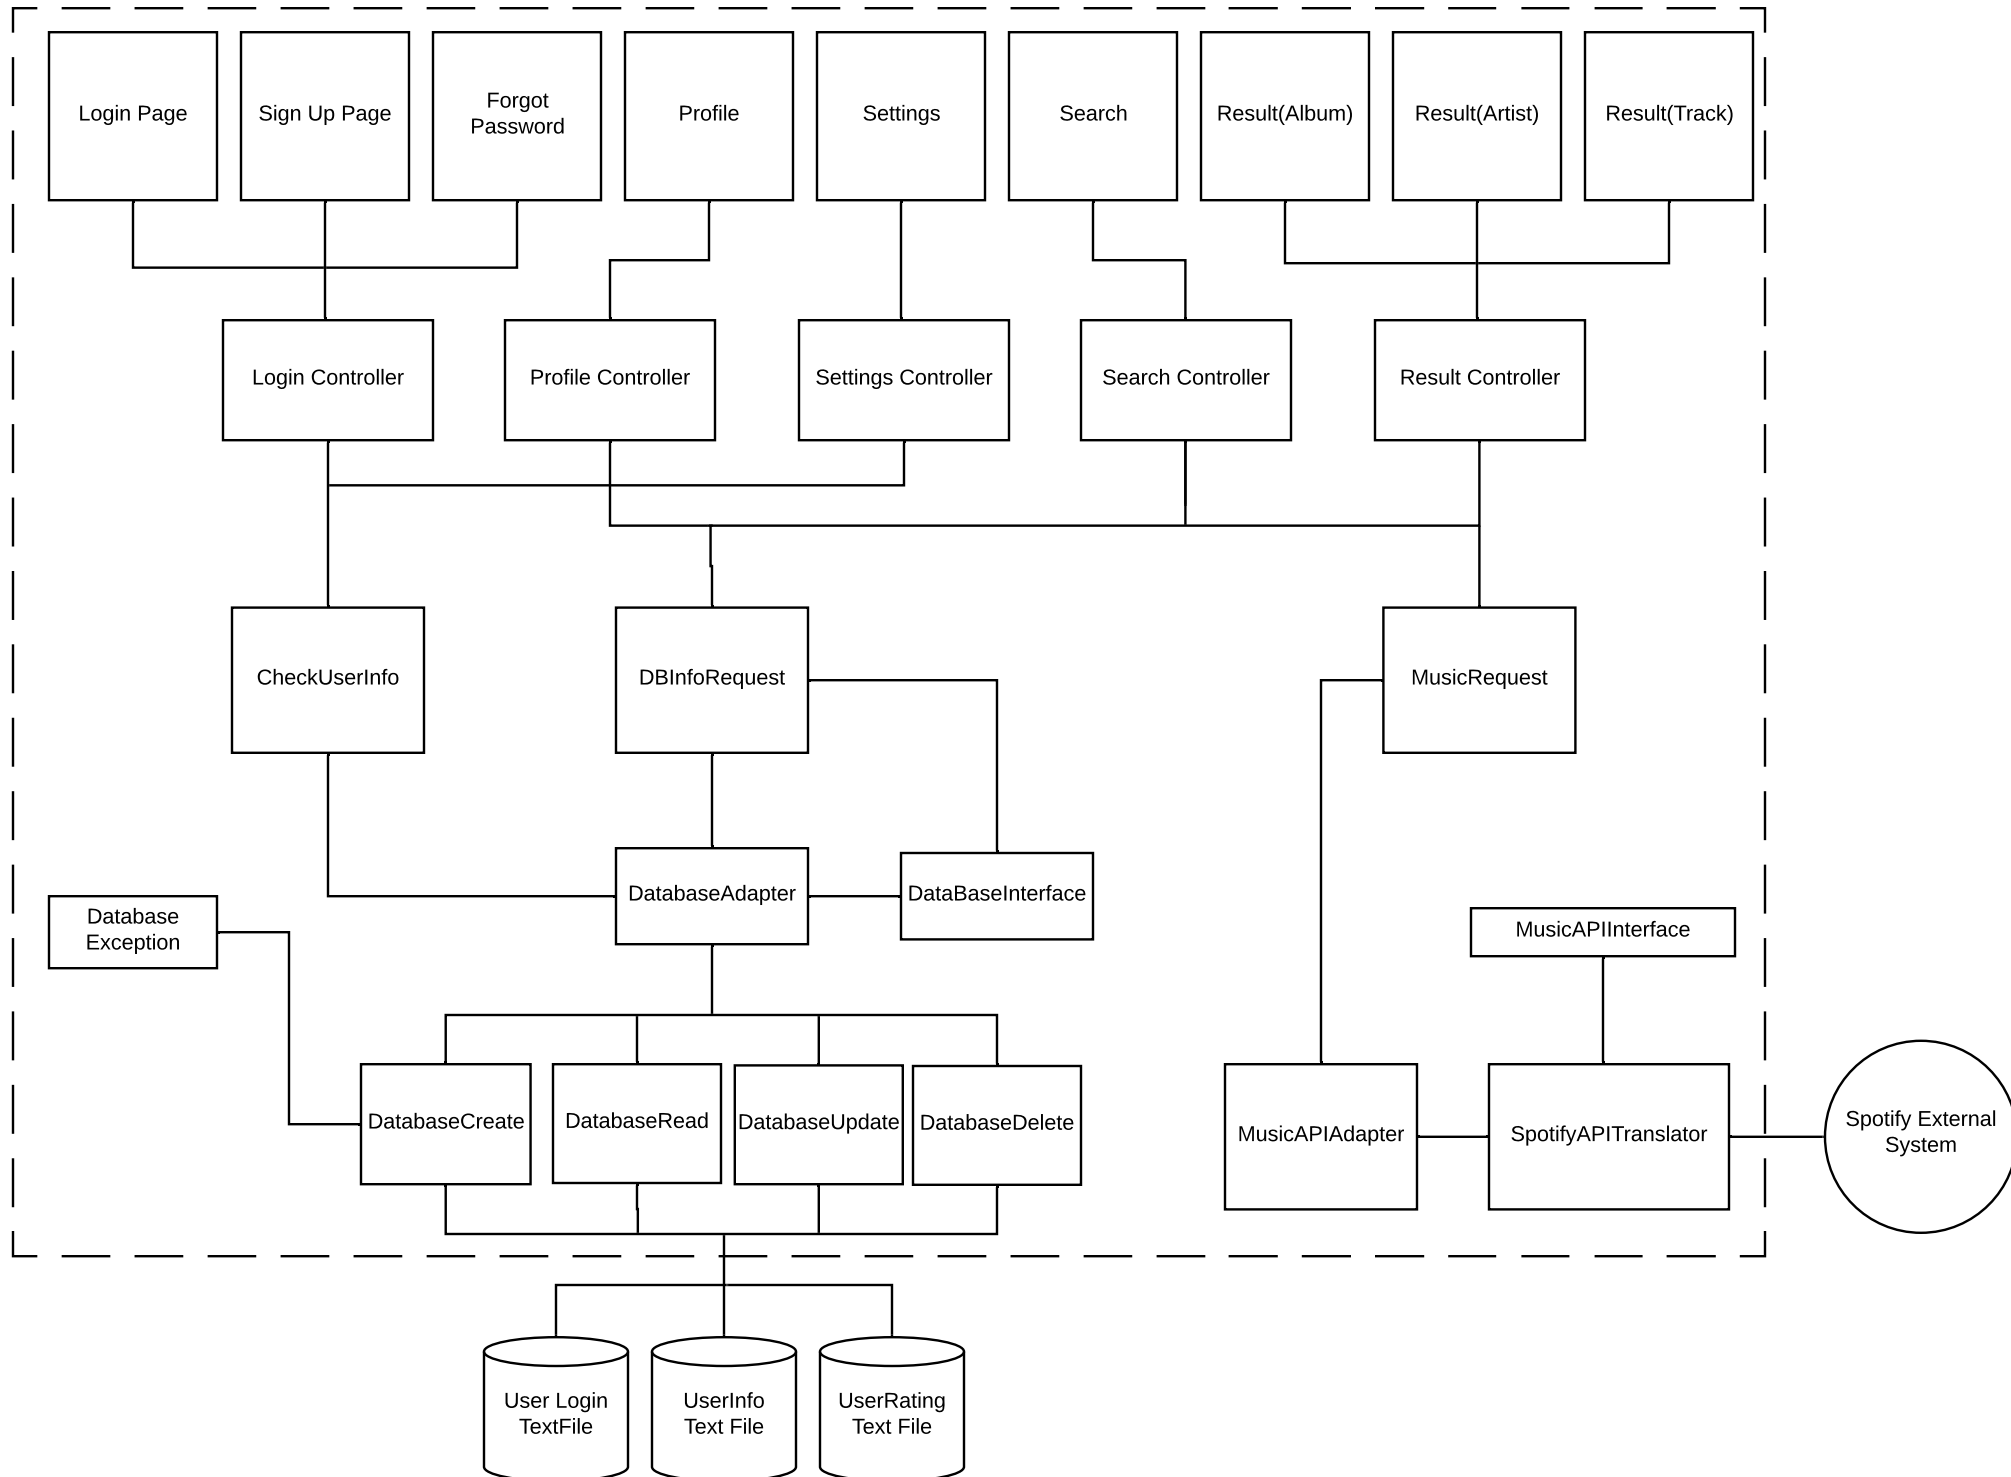 Login Page
Sign Up Page
Forgot
Password
Profile
Settings
Search
Result(Album)
Result(Artist)
Result(Track)
Login Controller
Profile Controller
Settings Controller
Search Controller
Result Controller
CheckUserInfo
DBInfoRequest
MusicRequest
DatabaseAdapter
DataBaseInterface
Database
Exception
MusicAPIInterface
DatabaseCreate
DatabaseRead
DatabaseUpdate
DatabaseDelete
MusicAPIAdapter
SpotifyAPITranslator
Spotify External
System
User Login
TextFile
UserInfo
Text File
UserRating
Text File